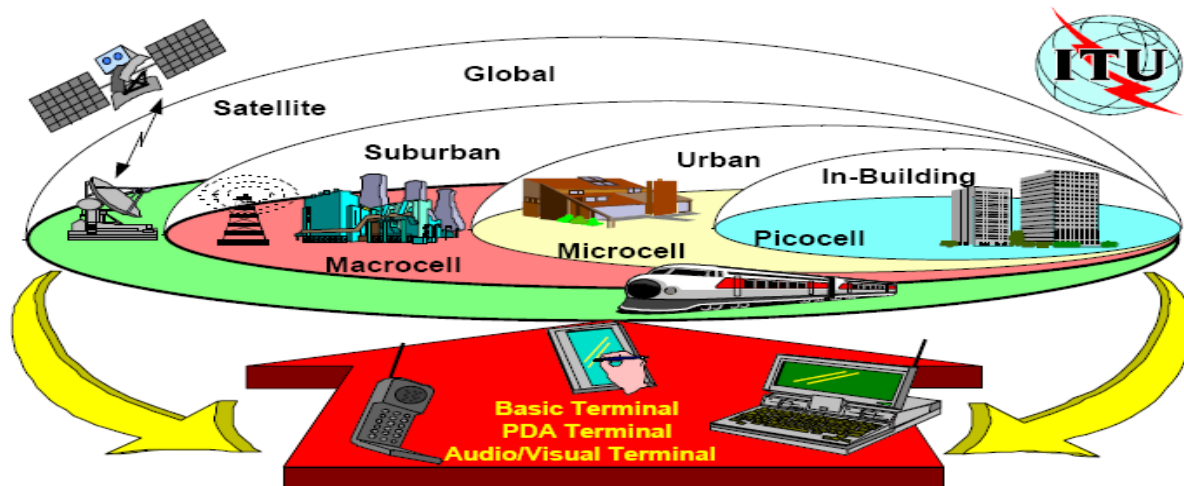 Global
ITU
Satellite
Suburban
Urban
In-Building
Picocell
Microcell
Macrocell
Basic Terminal
PDA Terminal
Audio/Visual Terminal